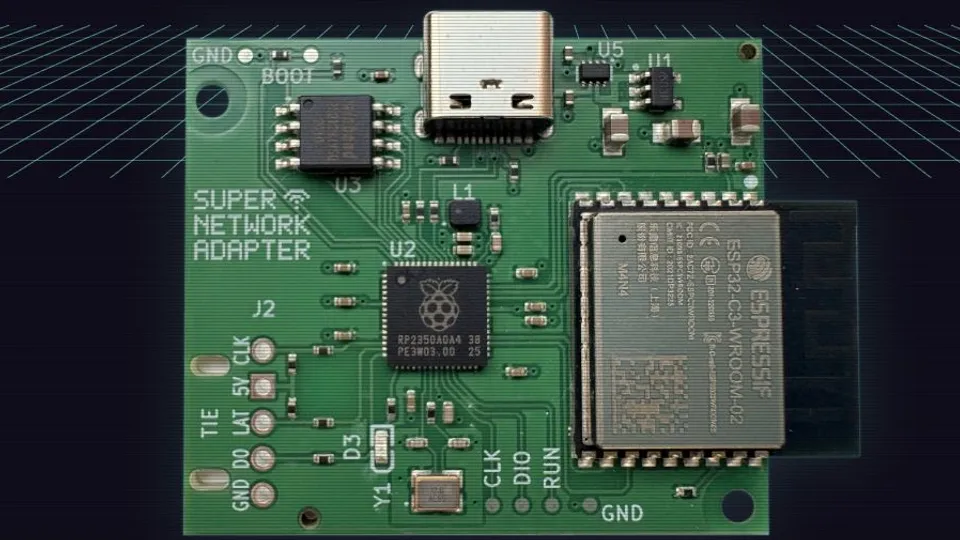 GND
BOOT
U5
U1
U3
SUPER
NETWORK
ADAPTER
L1
U2
RP2350A0A4 38
PE3W03.00 25
J2
CLK
5V
LAT
D0
GND
TIE
D3
Y1
CLK
DIO
RUN
GND
ESPRESSIF
ESP32-C3-WROOM-02
M4N4